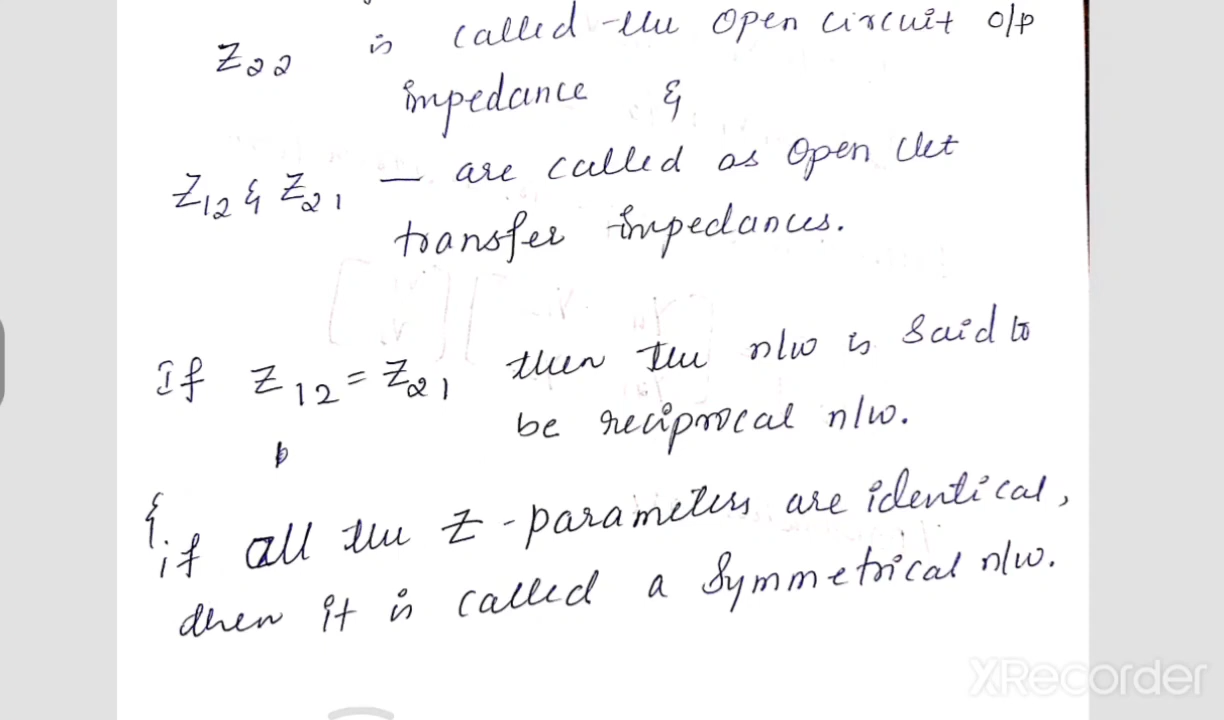 Z22 is called the open circuit o/p
impedance &
Z12 & Z21 — are called as open ckt
transfer impedances.
If Z12 = Z21 then the n/w is said to
be reciprocal n/w.
& if all the Z-parameters are identical,
then it is called a symmetrical n/w.
XRecorder